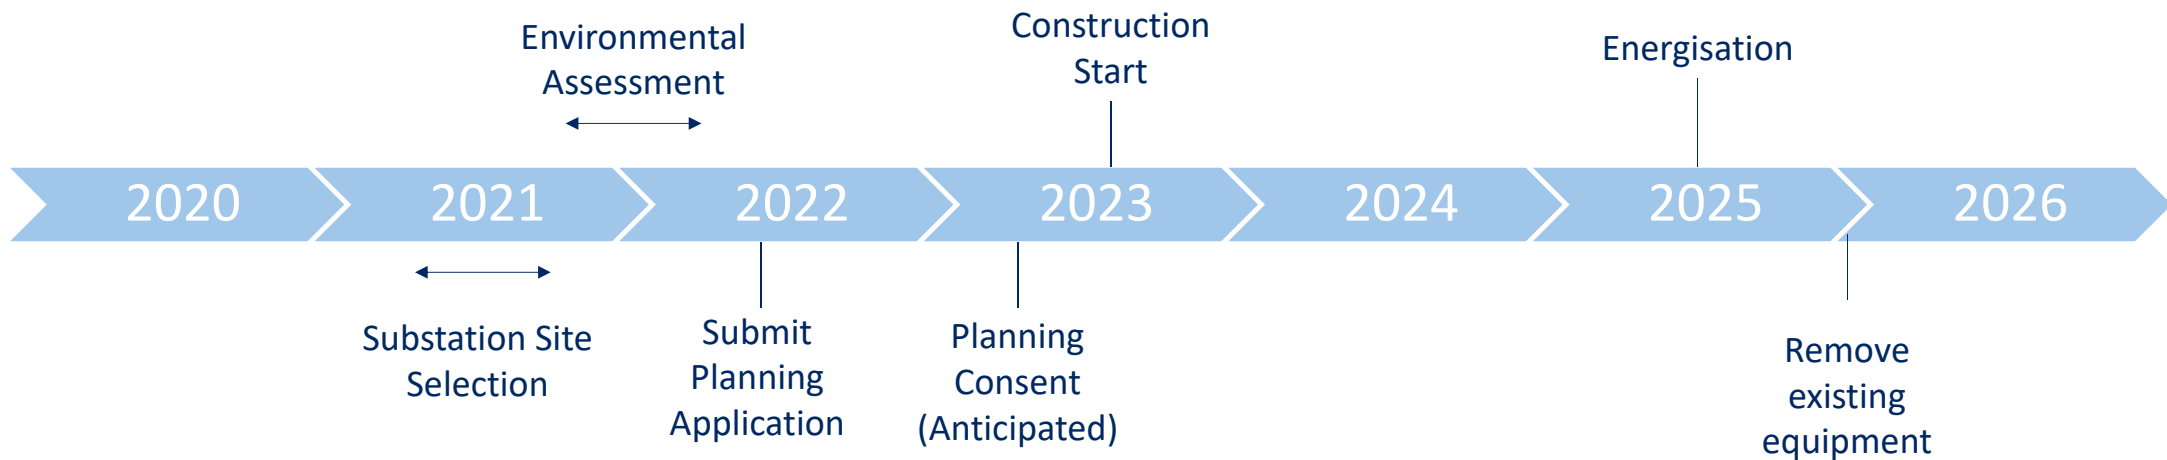 Environmental
Assessment
Construction
Start
Energisation
2020
2021
2022
2023
2024
2025
2026
Substation Site
Selection
Submit
Planning
Application
Planning
Consent
(Anticipated)
Remove
existing
equipment